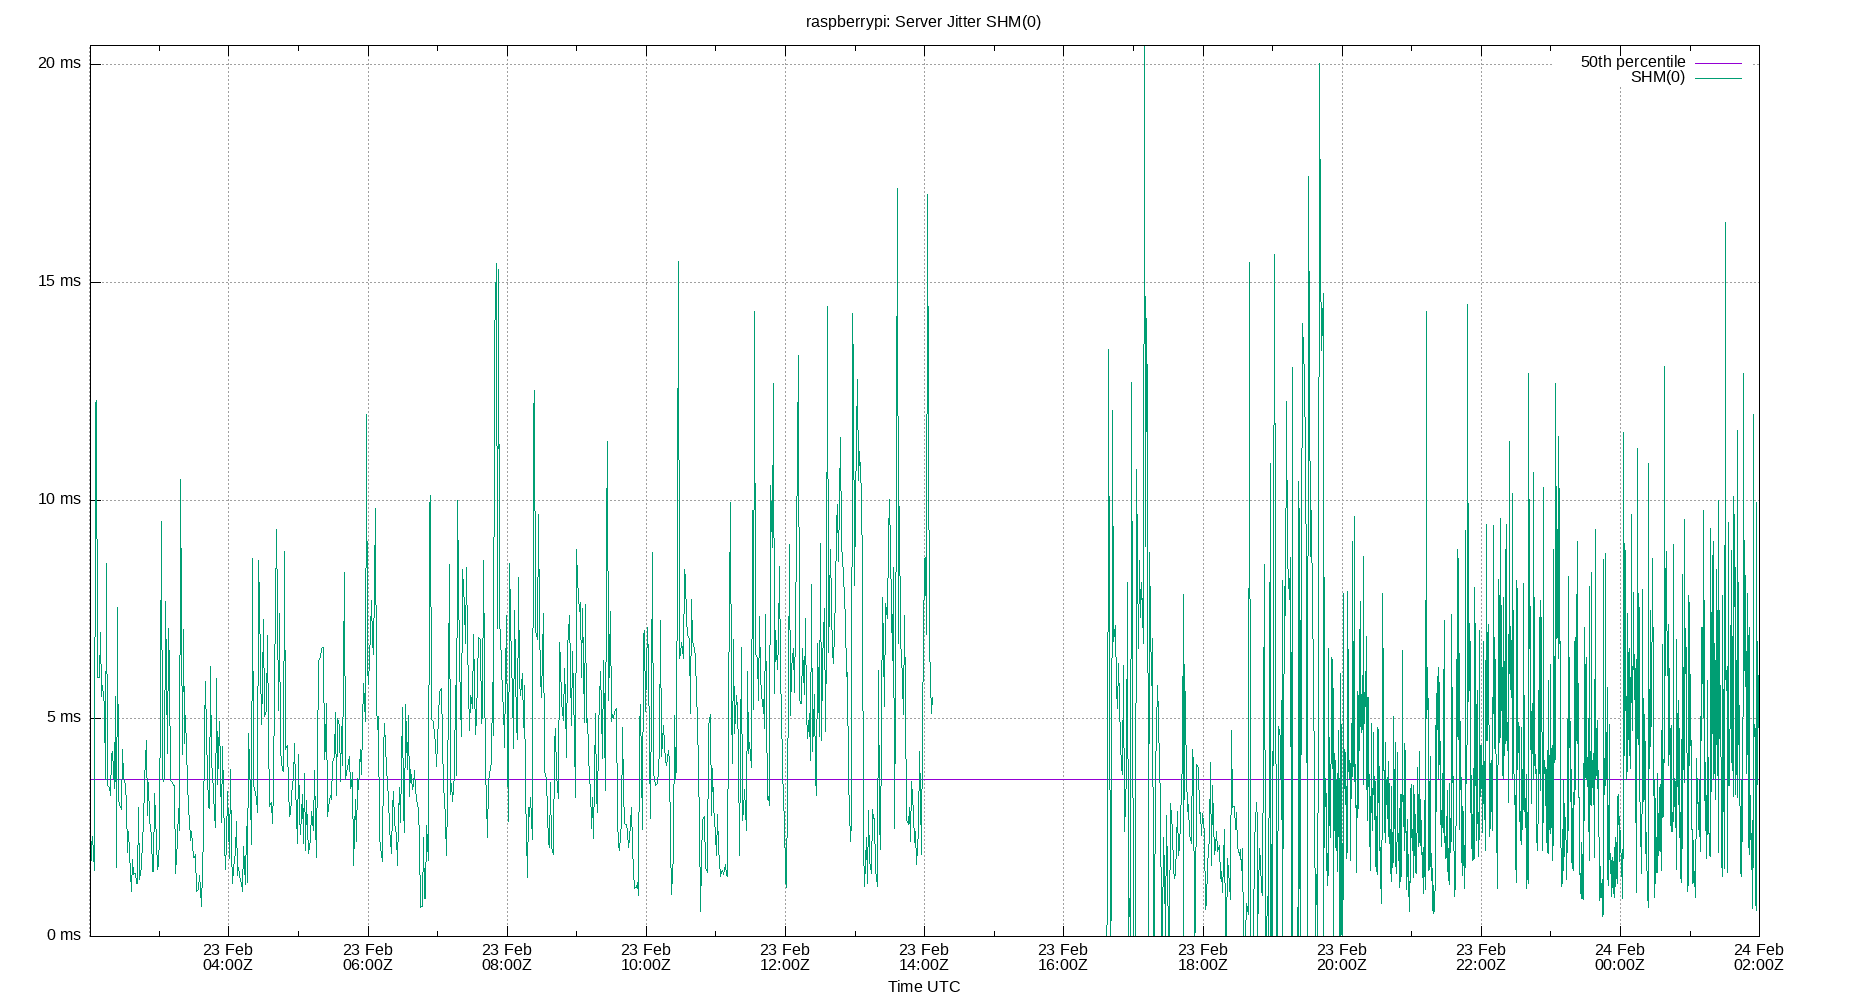 raspberrypi: Server Jitter SHM(0)
50th percentile
SHM(0)
20 ms
15 ms
10 ms
5 ms
0 ms
23 Feb 23 Feb 23 Feb 23 Feb 23 Feb 23 Feb 23 Feb 23 Feb 23 Feb 23 Feb 24 Feb 24 Feb
04:00Z 06:00Z 08:00Z 10:00Z 12:00Z 14:00Z 16:00Z 18:00Z 20:00Z 22:00Z 00:00Z 02:00Z
Time UTC